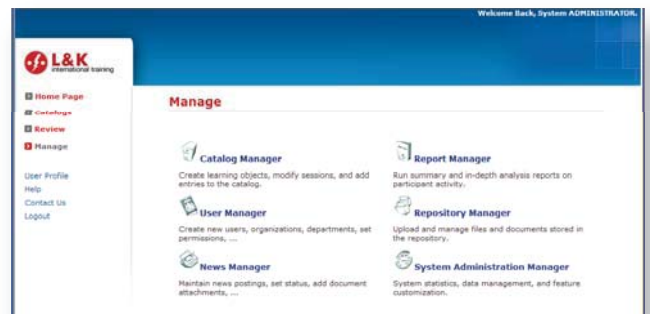 Welcome Back, System ADMINISTRATOR.
L&K
international training
Home Page
Catalogs
Review
Manage
User Profile
Help
Contact Us
Logout
Manage
Catalog Manager
Create learning objects, modify sessions, and add
entries to the catalog.
Report Manager
Run summary and in-depth analysis reports on
participant activity.
User Manager
Create new users, organizations, departments, set
permissions, ...
Repository Manager
Upload and manage files and documents stored in
the repository.
News Manager
Maintain news postings, set status, add document
attachments, ...
System Administration Manager
System statistics, data management, and feature
customization.